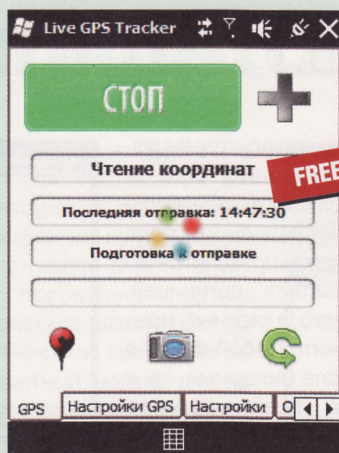 Live GPS Tracker
СТОП
Чтение координат
FREE
Последняя отправка: 14:47:30
Подготовка к отправке
GPS Настройки GPS Настройки О